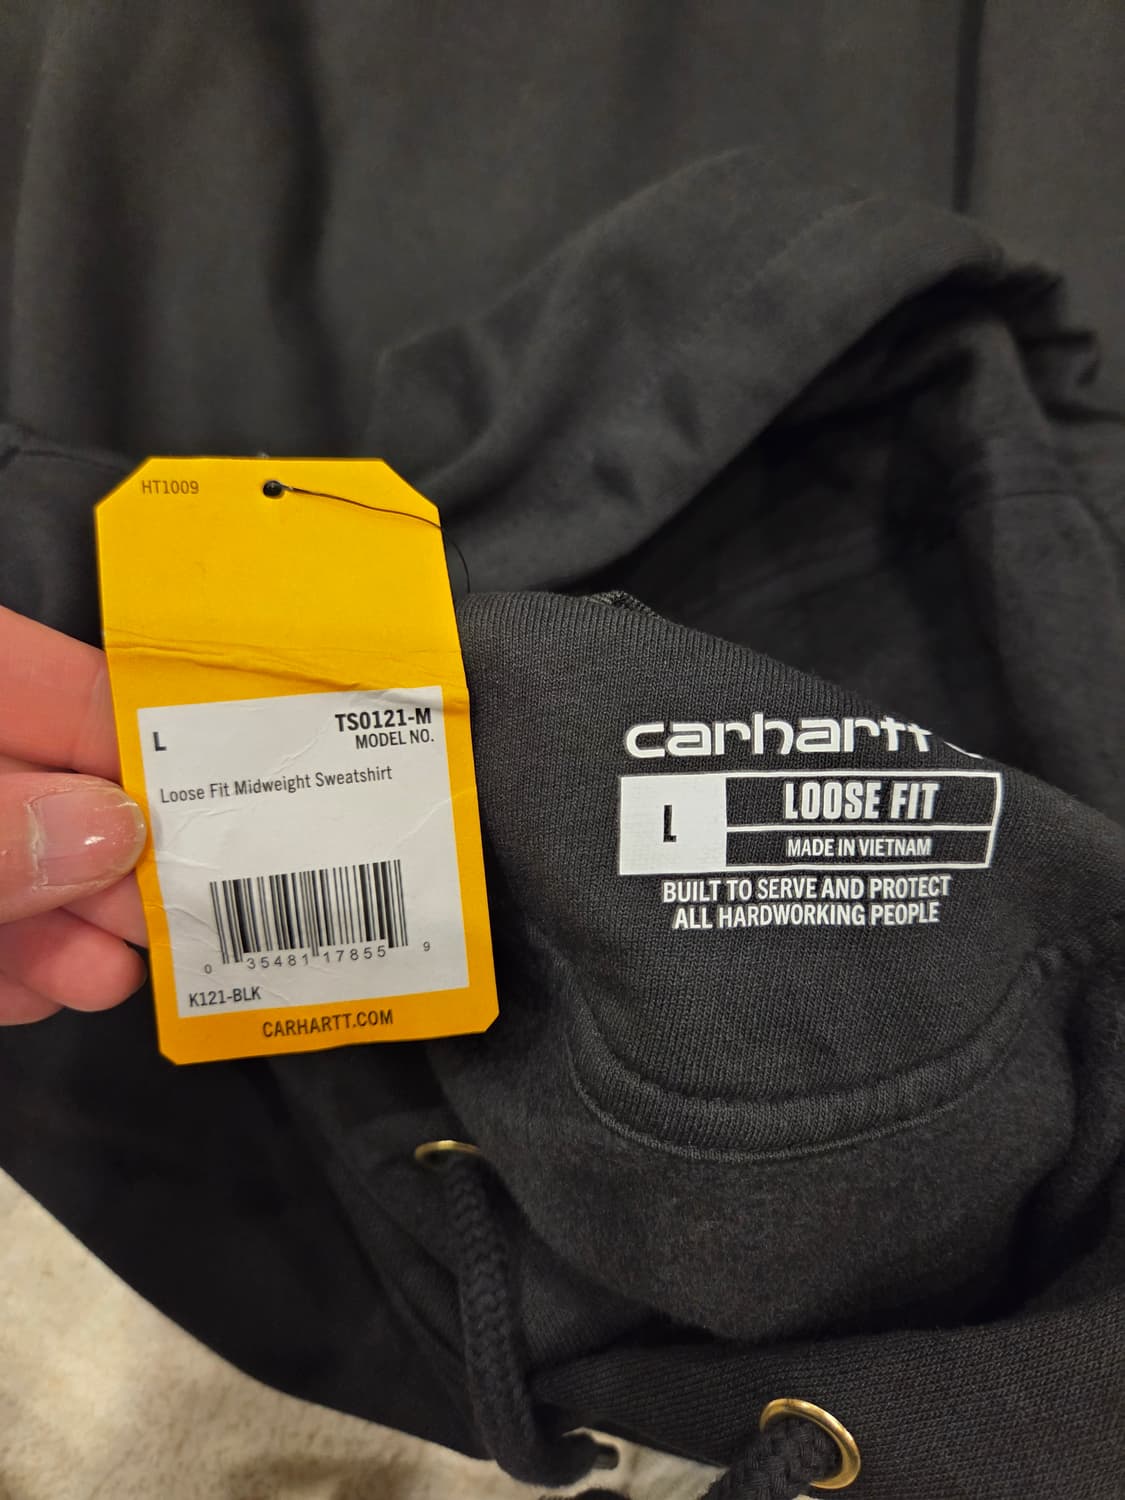 HT1009
L
TS0121-M
MODEL NO.
Loose Fit Midweight Sweatshirt
0 35481 17855 9
K121-BLK
CARHARTT.COM
carhartt
L
LOOSE FIT
MADE IN VIETNAM
BUILT TO SERVE AND PROTECT
ALL HARDWORKING PEOPLE